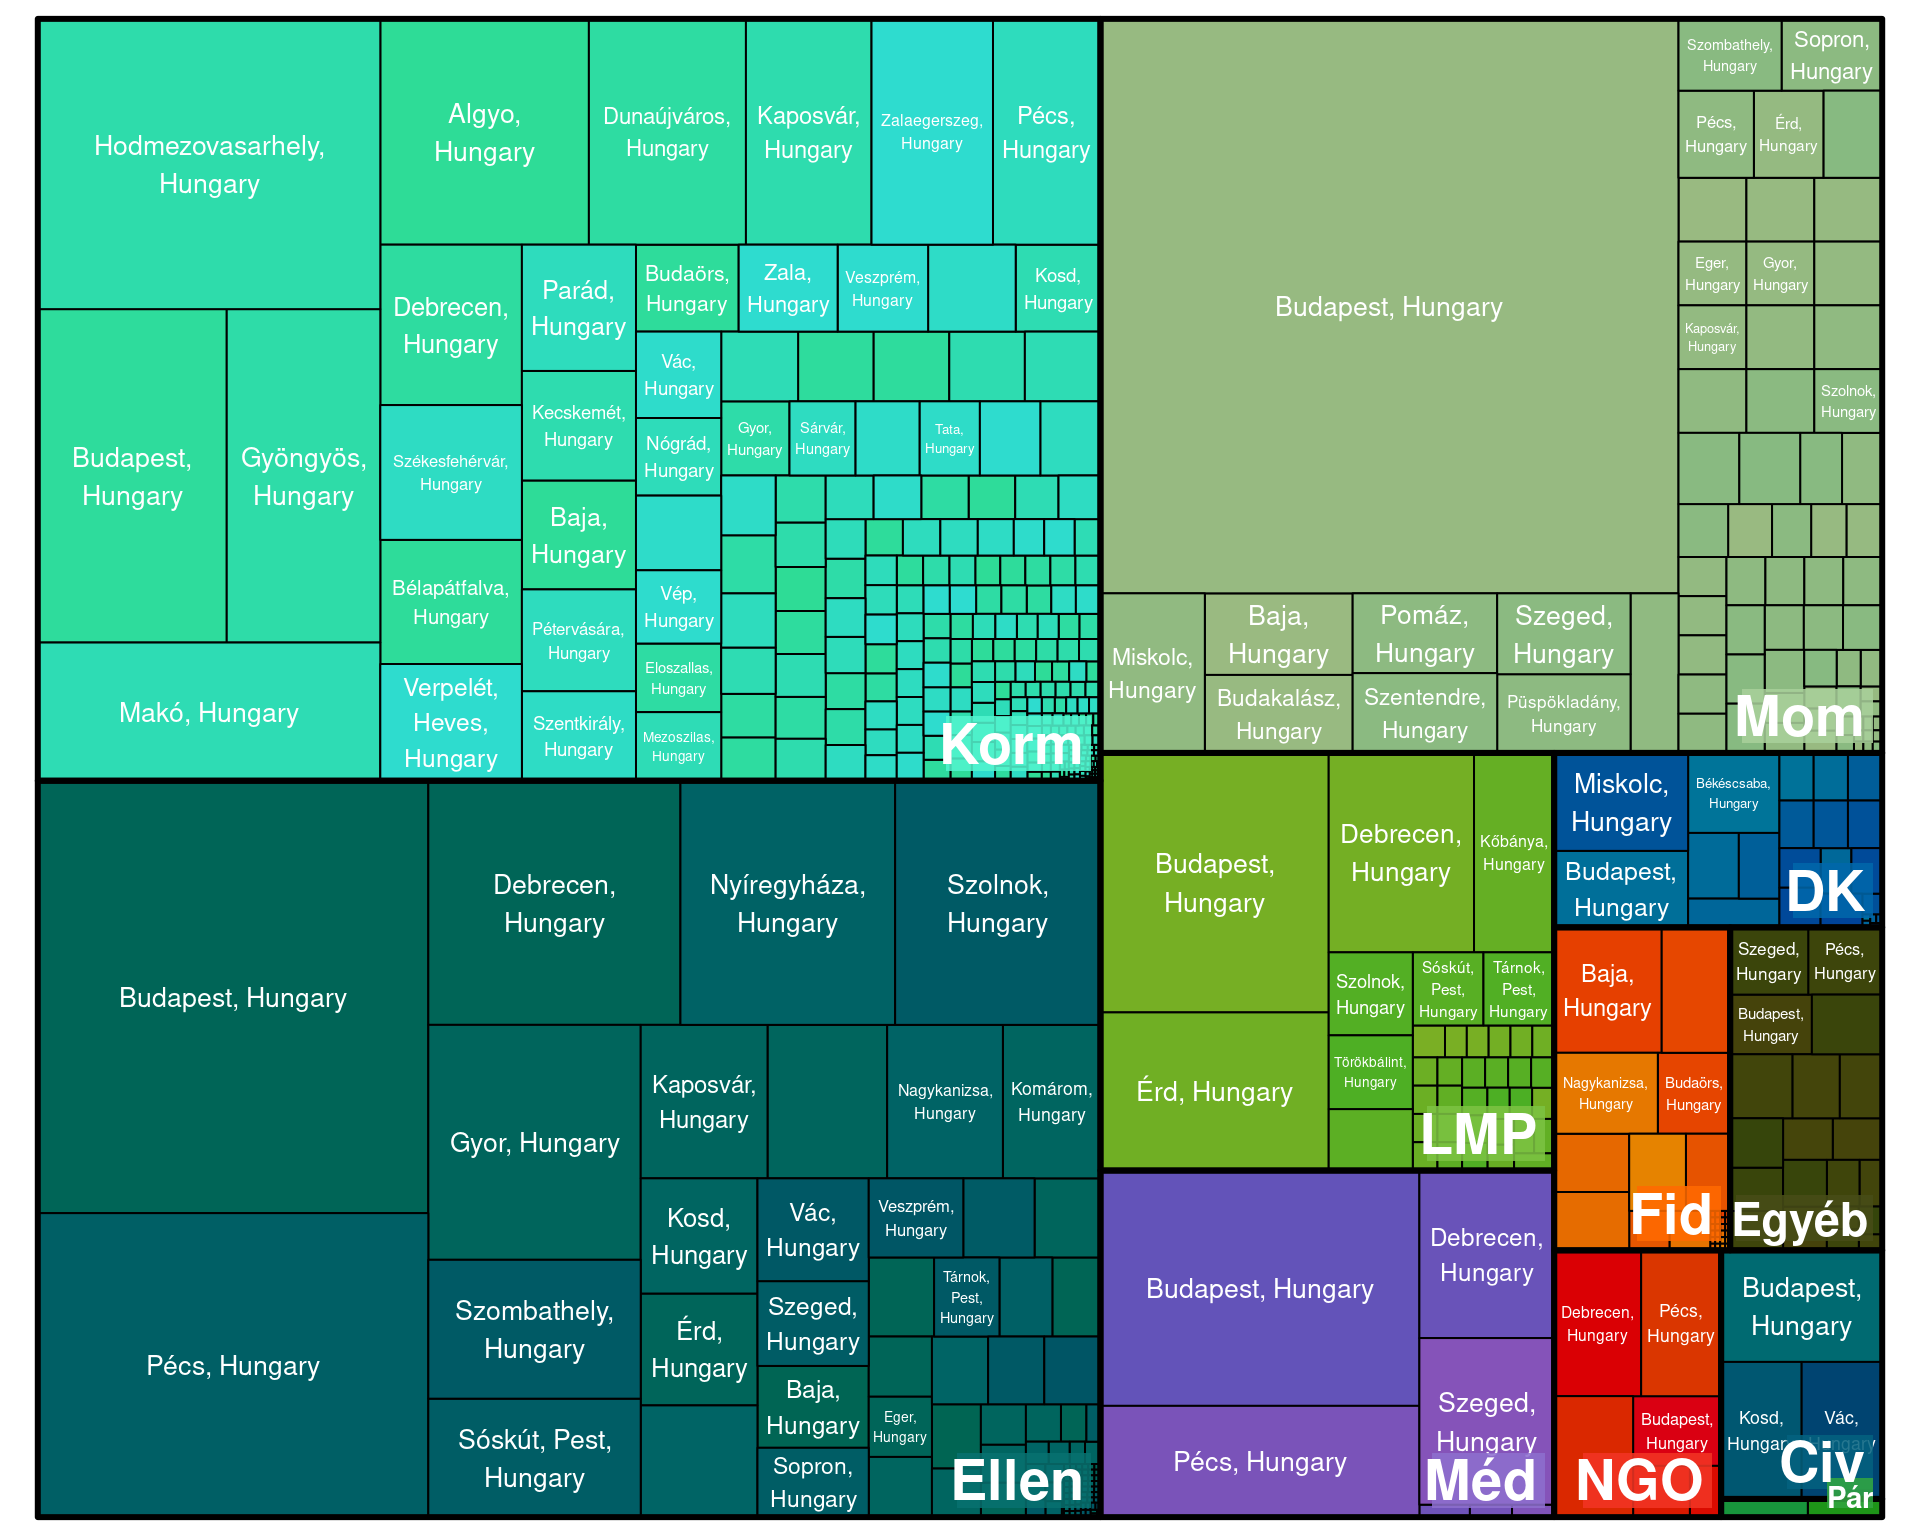 Hodmezovasarhely,
Hungary
Budapest,
Hungary
Gyöngyös,
Hungary
Makó, Hungary
Algyo,
Hungary
Dunaújváros,
Hungary
Kaposvár,
Hungary
Zalaegerszeg,
Hungary
Pécs,
Hungary
Debrecen,
Hungary
Székesfehérvár,
Hungary
Bélapátfalva,
Hungary
Verpelét,
Heves,
Hungary
Parád,
Hungary
Kecskemét,
Hungary
Baja,
Hungary
Pétervására,
Hungary
Szentkirály,
Hungary
Budaörs,
Hungary
Zala,
Hungary
Veszprém,
Hungary
Kosd,
Hungary
Vác,
Hungary
Nógrád,
Hungary
Vép,
Hungary
Eloszallas,
Hungary
Mezoszilas,
Hungary
Gyor,
Hungary
Sárvár,
Hungary
Tata,
Hungary
Korm
Budapest, Hungary
Miskolc,
Hungary
Baja,
Hungary
Budakalász,
Hungary
Pomáz,
Hungary
Szentendre,
Hungary
Szeged,
Hungary
Püspökladány,
Hungary
Szombathely,
Hungary
Sopron,
Hungary
Pécs,
Hungary
Érd,
Hungary
Eger,
Hungary
Gyor,
Hungary
Kaposvár,
Hungary
Szolnok,
Hungary
Mom
Budapest, Hungary
Pécs, Hungary
Debrecen,
Hungary
Nyíregyháza,
Hungary
Szolnok,
Hungary
Gyor, Hungary
Szombathely,
Hungary
Sóskút, Pest,
Hungary
Kaposvár,
Hungary
Nagykanizsa,
Hungary
Komárom,
Hungary
Kosd,
Hungary
Érd,
Hungary
Vác,
Hungary
Szeged,
Hungary
Baja,
Hungary
Sopron,
Hungary
Veszprém,
Hungary
Tárnok,
Pest,
Hungary
Eger,
Hungary
Ellen
Budapest,
Hungary
Érd, Hungary
Debrecen,
Hungary
Kőbánya,
Hungary
Szolnok,
Hungary
Törökbálint,
Hungary
Sóskút,
Pest,
Hungary
Tárnok,
Pest,
Hungary
LMP
Budapest, Hungary
Pécs, Hungary
Debrecen,
Hungary
Szeged,
Hungary
Méd
Miskolc,
Hungary
Budapest,
Hungary
Békéscsaba,
Hungary
DK
Baja,
Hungary
Nagykanizsa,
Hungary
Budaörs,
Hungary
Fid
Szeged,
Hungary
Pécs,
Hungary
Budapest,
Hungary
Egyéb
Debrecen,
Hungary
Pécs,
Hungary
Budapest,
Hungary
NGO
Budapest,
Hungary
Kosd,
Hungary
Vác,
Hungary
Civ
Pár